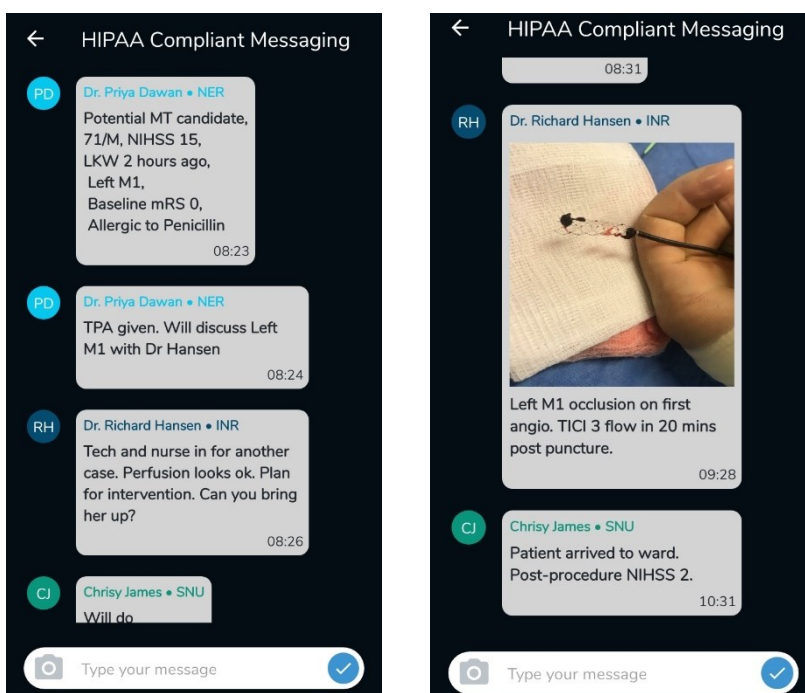 HIPAA Compliant Messaging
PD
Dr. Priya Dawan • NER
Potential MT candidate,
71/M, NIHSS 15,
LKW 2 hours ago,
Left M1,
Baseline mRS 0,
Allergic to Penicillin
08:23
PD
Dr. Priya Dawan • NER
TPA given. Will discuss Left
M1 with Dr Hansen
08:24
RH
Dr. Richard Hansen • INR
Tech and nurse in for another
case. Perfusion looks ok. Plan
for intervention. Can you bring
her up?
08:26
CJ
Chrisy James • SNU
Will do
Type your message
HIPAA Compliant Messaging
08:31
RH
Dr. Richard Hansen • INR
Left M1 occlusion on first
angio. TICI 3 flow in 20 mins
post puncture.
09:28
CJ
Chrisy James • SNU
Patient arrived to ward.
Post-procedure NIHSS 2.
10:31
Type your message